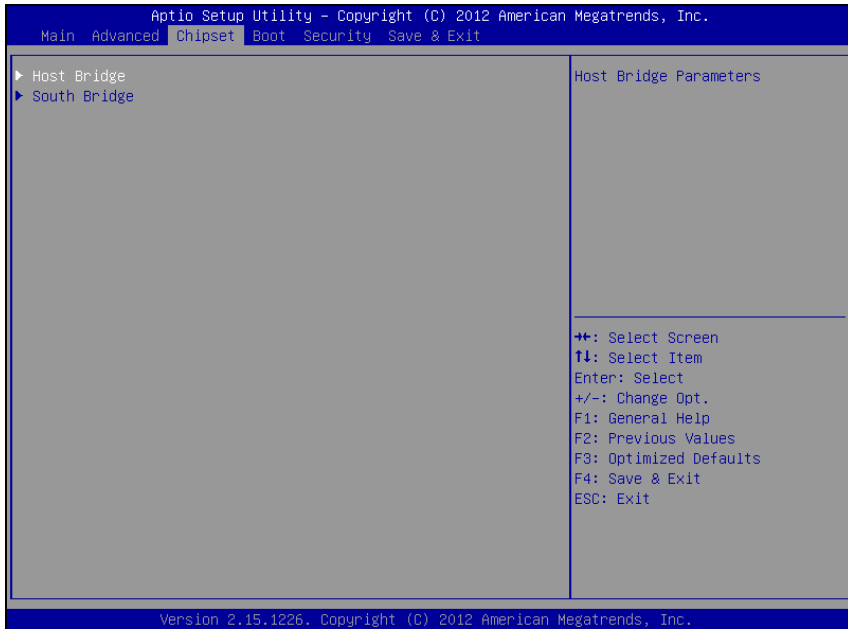 Aptio Setup Utility – Copyright (C) 2012 American Megatrends, Inc.
Main Advanced Chipset Boot Security Save & Exit
▶ Host Bridge
▶ South Bridge
Host Bridge Parameters
→←: Select Screen
↑↓: Select Item
Enter: Select
+/-: Change Opt.
F1: General Help
F2: Previous Values
F3: Optimized Defaults
F4: Save & Exit
ESC: Exit
Version 2.15.1226. Copyright (C) 2012 American Megatrends, Inc.